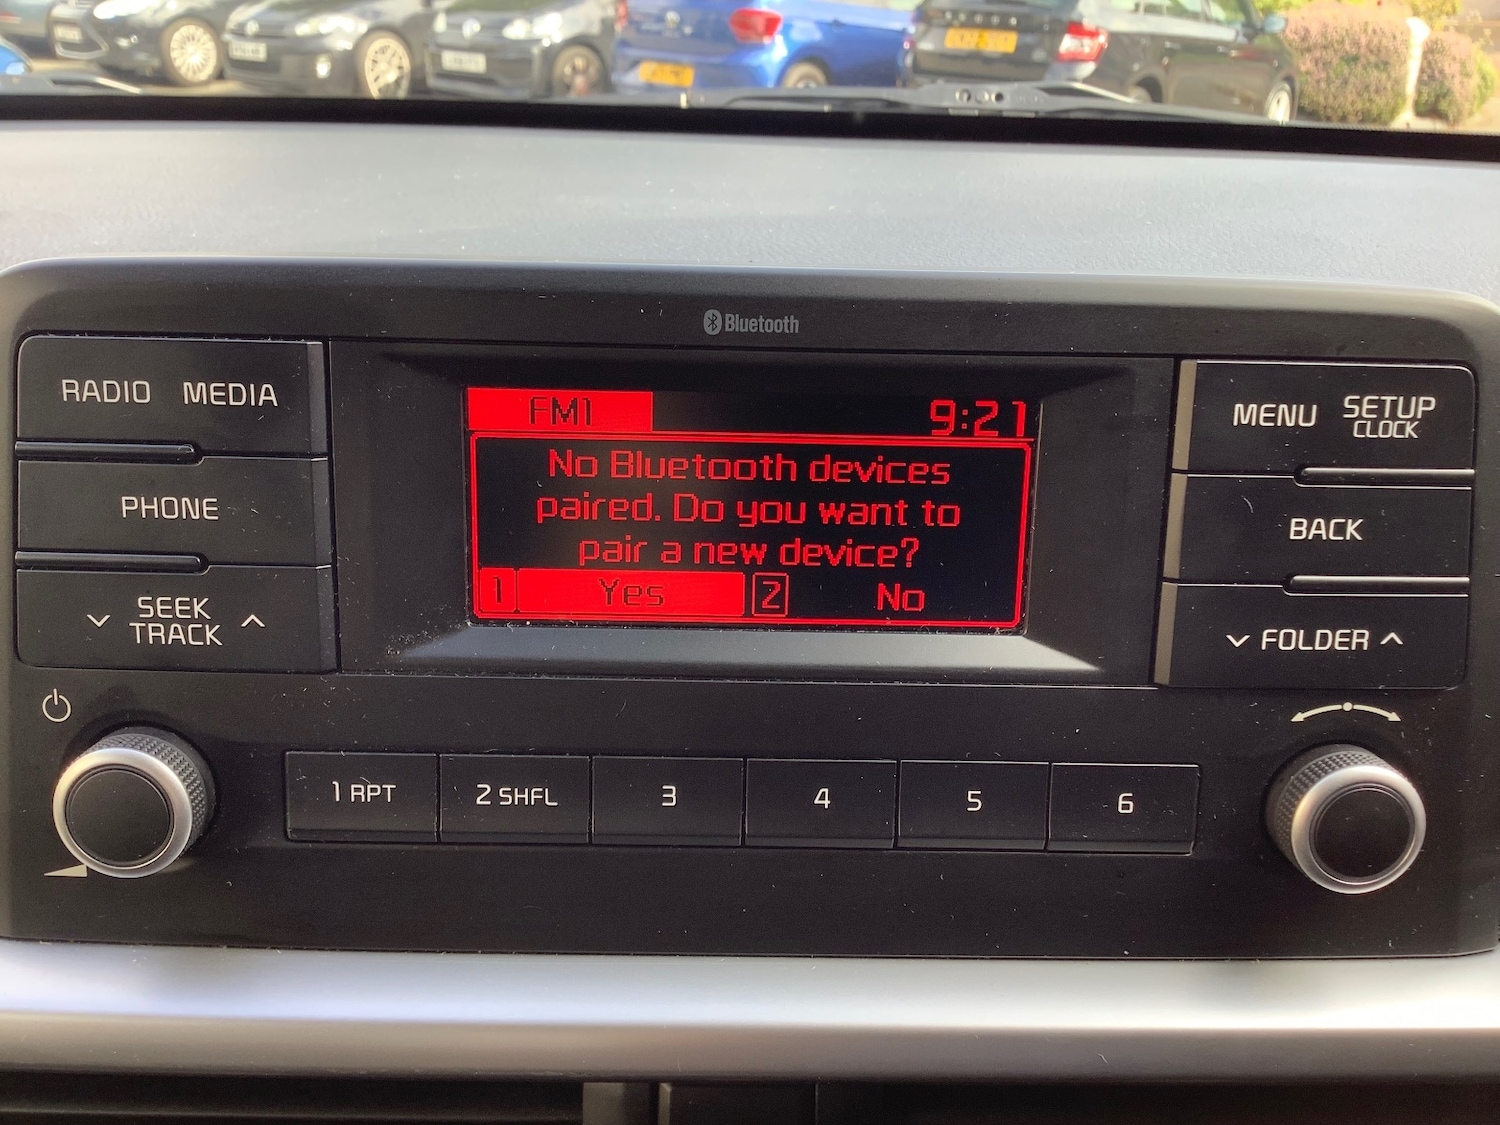 Bluetooth
RADIO MEDIA
FM1 9:21
MENU SETUP
CLOCK
No Bluetooth devices
paired. Do you want to
pair a new device?
1 Yes 2 No
PHONE
BACK
SEEK
TRACK
FOLDER
1 RPT 2 SHFL 3 4 5 6